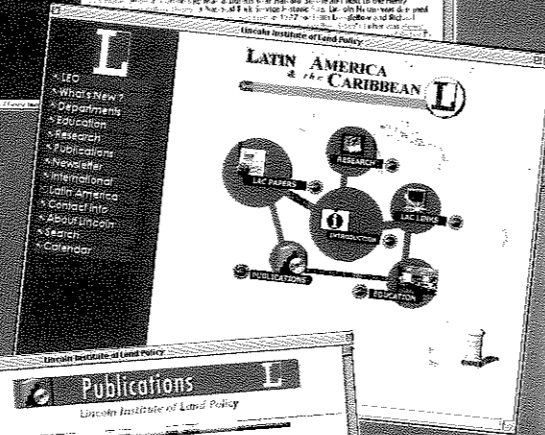 Lincoln Institute of Land Policy
L
LEO
What's New?
Departments
Education
Research
Publications
Newsletter
International
Latin America
Contact Info
About Lincoln
Search
Calendar
LATIN AMERICA
& the CARIBBEAN
L
RESEARCH
LAC PAPERS
LAC LINKS
INTRODUCTION
PUBLICATIONS
EDUCATION
Lincoln Institute of Land Policy
Publications
L
Lincoln Institute of Land Policy